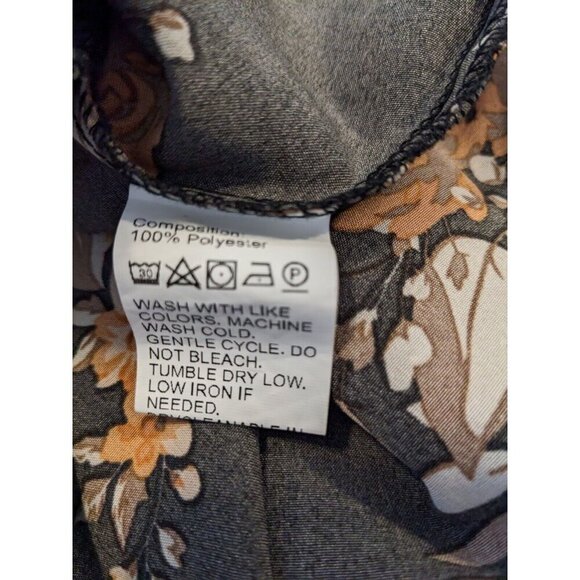 Composition:
100% Polyester
30 P
WASH WITH LIKE
COLORS. MACHINE
WASH COLD.
GENTLE CYCLE. DO
NOT BLEACH.
TUMBLE DRY LOW.
LOW IRON IF
NEEDED.